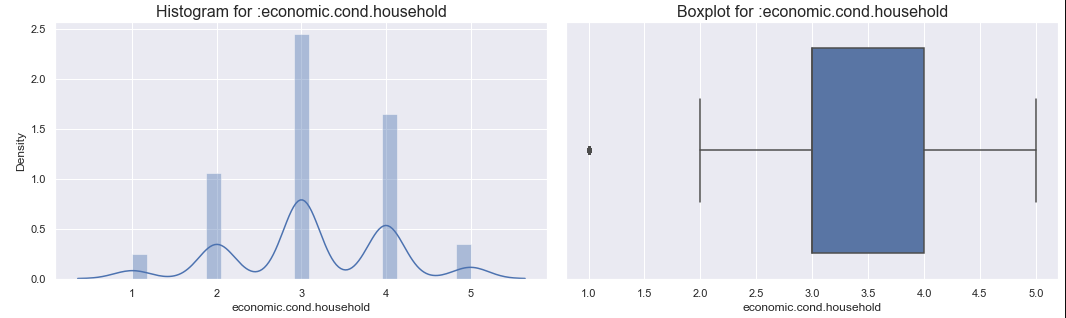 Histogram for :economic.cond.household
2.5
2.0
1.5
1.0
0.5
0.0
Density
1 2 3 4 5
economic.cond.household
Boxplot for :economic.cond.household
1.0 1.5 2.0 2.5 3.0 3.5 4.0 4.5 5.0
economic.cond.household